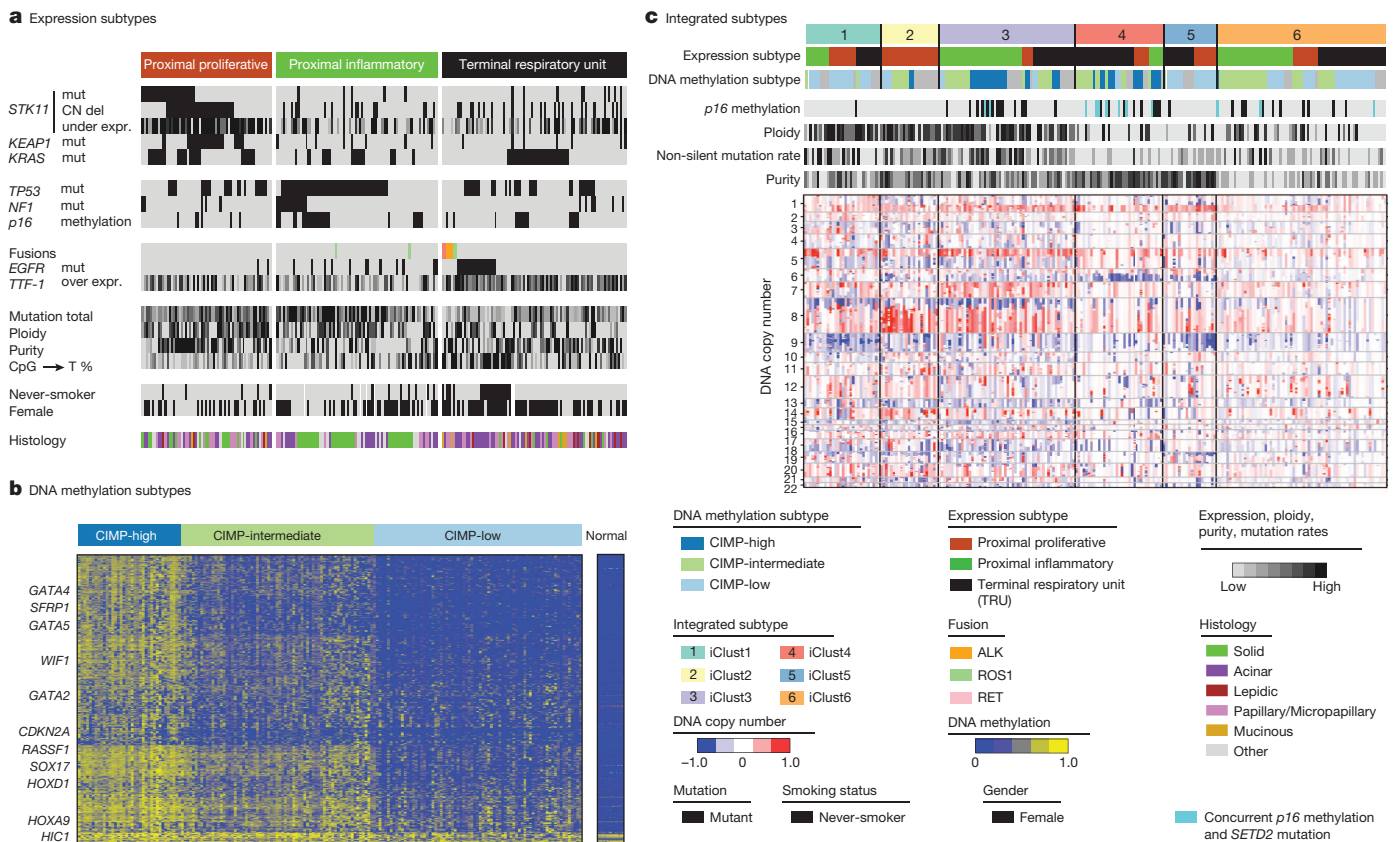 a Expression subtypes
Proximal proliferative Proximal inflammatory Terminal respiratory unit
STK11
mut
CN del
under expr.
KEAP1 mut
KRAS mut
TP53 mut
NF1 mut
p16 methylation
Fusions
EGFR mut
TTF-1 over expr.
Mutation total
Ploidy
Purity
CpG → T %
Never-smoker
Female
Histology
b DNA methylation subtypes
CIMP-high CIMP-intermediate CIMP-low Normal
GATA4
SFRP1
GATA5
WIF1
GATA2
CDKN2A
RASSF1
SOX17
HOXD1
HOXA9
HIC1
c Integrated subtypes
1 2 3 4 5 6
Expression subtype
DNA methylation subtype
p16 methylation
Ploidy
Non-silent mutation rate
Purity
DNA copy number
1
2
3
4
5
6
7
8
9
10
11
12
13
14
15
16
17
18
19
20
21
22
DNA methylation subtype
CIMP-high
CIMP-intermediate
CIMP-low
Integrated subtype
1 iClust1 4 iClust4
2 iClust2 5 iClust5
3 iClust3 6 iClust6
DNA copy number
−1.0 0 1.0
Mutation
Mutant
Smoking status
Never-smoker
Expression subtype
Proximal proliferative
Proximal inflammatory
Terminal respiratory unit
(TRU)
Fusion
ALK
ROS1
RET
DNA methylation
0 1.0
Gender
Female
Expression, ploidy,
purity, mutation rates
Low High
Histology
Solid
Acinar
Lepidic
Papillary/Micropapillary
Mucinous
Other
Concurrent p16 methylation
and SETD2 mutation